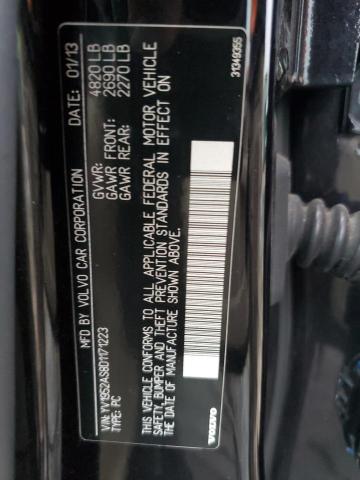 MFD BY VOLVO CAR CORPORATION DATE: 01/13
GVWR: 4820 LB
GAWR FRONT: 2690 LB
GAWR REAR: 2270 LB
VIN: YV1952AS8D1171223
TYPE: PC
THIS VEHICLE CONFORMS TO ALL APPLICABLE FEDERAL MOTOR VEHICLE
SAFETY, BUMPER AND THEFT PREVENTION STANDARDS IN EFFECT ON
DATE OF MANUFACTURE SHOWN ABOVE.
VOLVO
31349355